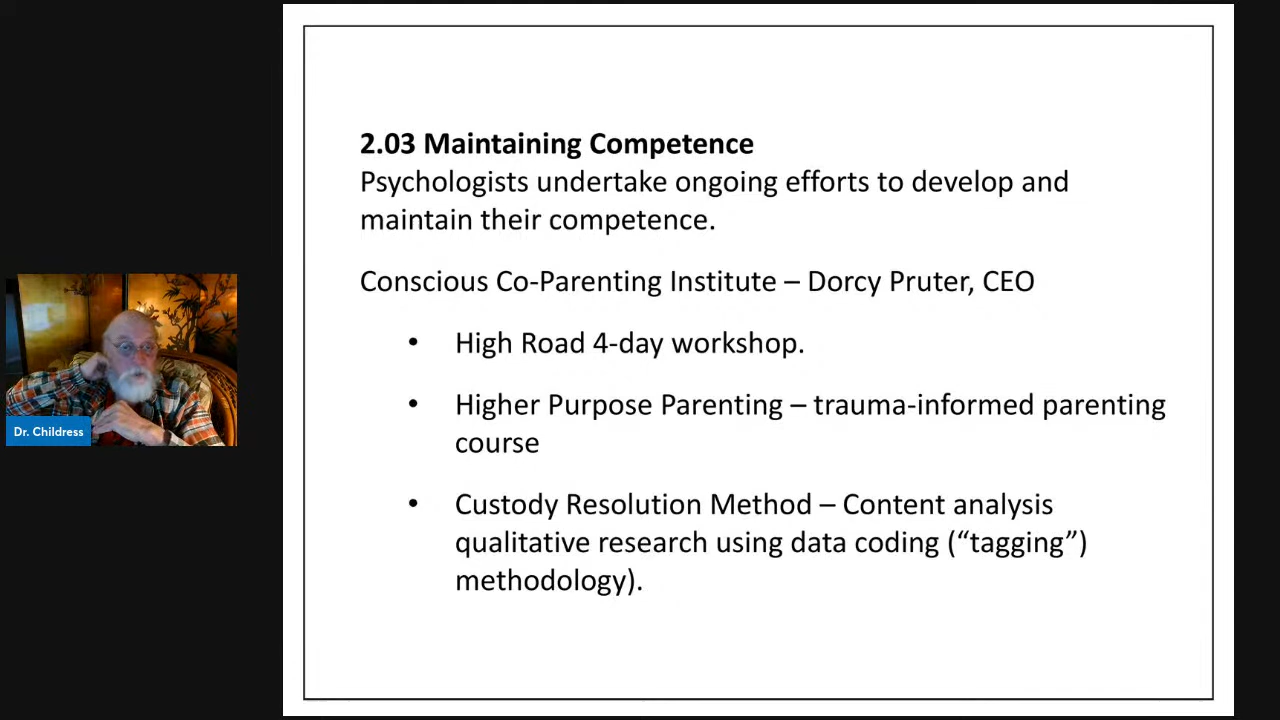 2.03 Maintaining Competence
Psychologists undertake ongoing efforts to develop and
maintain their competence.
Conscious Co-Parenting Institute – Dorcy Pruter, CEO
• High Road 4-day workshop.
• Higher Purpose Parenting – trauma-informed parenting
course
• Custody Resolution Method – Content analysis
qualitative research using data coding (“tagging”)
methodology).
Dr. Childress